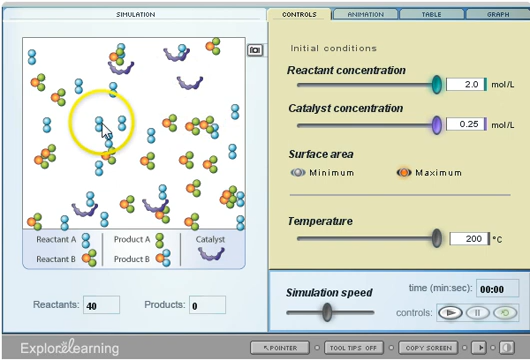 SIMULATION
CONTROLS
ANIMATION
TABLE
GRAPH
Initial conditions
Reactant concentration
2.0 mol/L
Catalyst concentration
0.25 mol/L
Surface area
Minimum
Maximum
Temperature
200 °C
Reactant A
Product A
Catalyst
Reactant B
Product B
Reactants: 40
Products: 0
Simulation speed
time (min:sec): 00:00
controls:
ExploreLearning
POINTER
TOOL TIPS OFF
COPY SCREEN